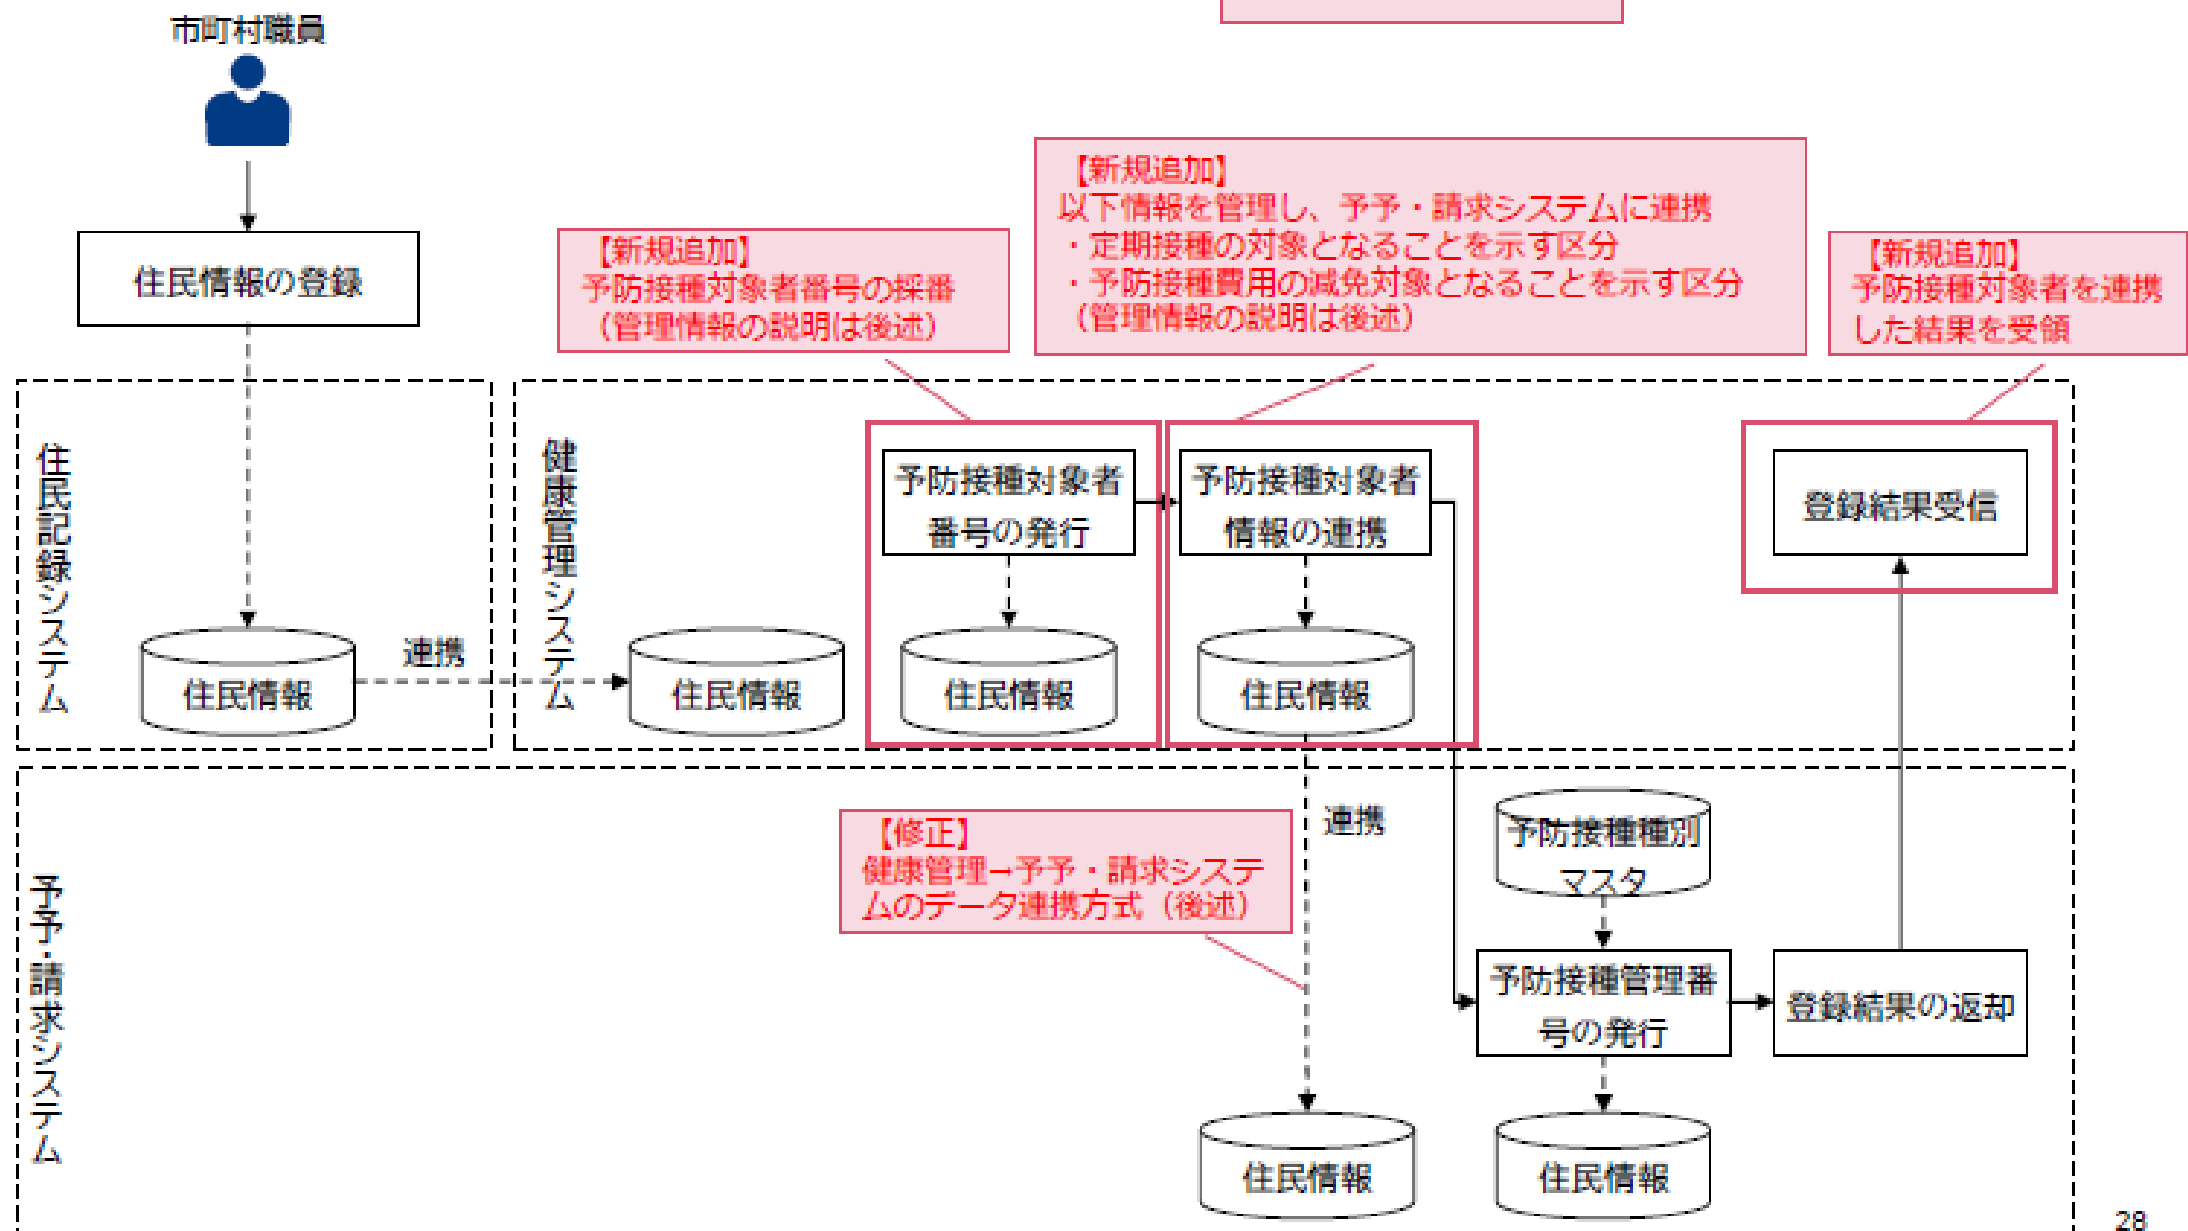 市町村職員
住民情報の登録
【新規追加】
予防接種対象者番号の採番
（管理情報の説明は後述）
【新規追加】
以下情報を管理し、予予・請求システムに連携
・定期接種の対象となることを示す区分
・予防接種費用の減免対象となることを示す区分
（管理情報の説明は後述）
【新規追加】
予防接種対象者を連携
した結果を受領
住民記録システム
住民情報
連携
健康管理システム
住民情報
予防接種対象者
番号の発行
住民情報
予防接種対象者
情報の連携
住民情報
登録結果受信
予予・請求システム
【修正】
健康管理→予予・請求システ
ムのデータ連携方式（後述）
連携
住民情報
予防接種種別
マスタ
予防接種管理番
号の発行
住民情報
登録結果の返却
28